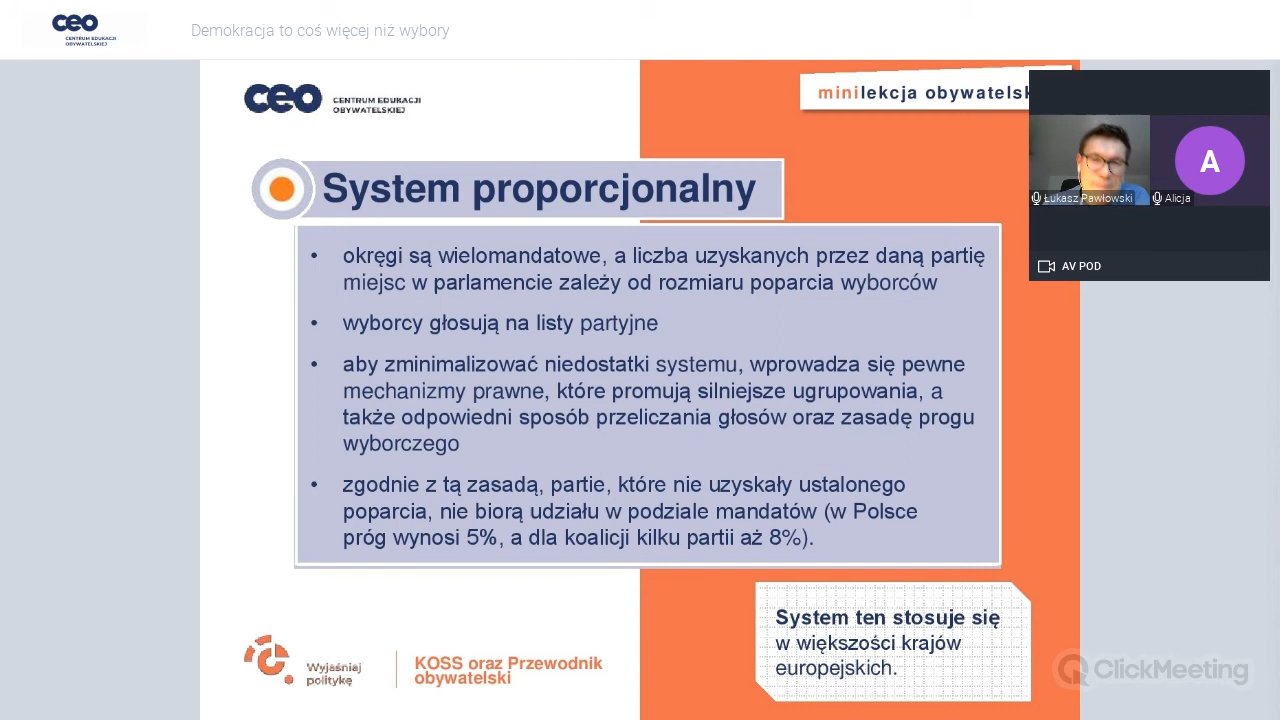 ceo
CENTRUM EDUKACJI
OBYWATELSKIEJ
Demokracja to coś więcej niż wybory
ceo
CENTRUM EDUKACJI
OBYWATELSKIEJ
minilekcja obywatelsk
System proporcjonalny
• okręgi są wielomandatowe, a liczba uzyskanych przez daną partię
miejsc w parlamencie zależy od rozmiaru poparcia wyborców
• wyborcy głosują na listy partyjne
• aby zminimalizować niedostatki systemu, wprowadza się pewne
mechanizmy prawne, które promują silniejsze ugrupowania, a
także odpowiedni sposób przeliczania głosów oraz zasadę progu
wyborczego
• zgodnie z tą zasadą, partie, które nie uzyskały ustalonego
poparcia, nie biorą udziału w podziale mandatów (w Polsce
próg wynosi 5%, a dla koalicji kilku partii aż 8%).
A
Łukasz Pawłowski
Alicja
AV POD
System ten stosuje się
w większości krajów
europejskich.
Wyjaśniaj
politykę
KOSS oraz Przewodnik
obywatelski
ClickMeeting